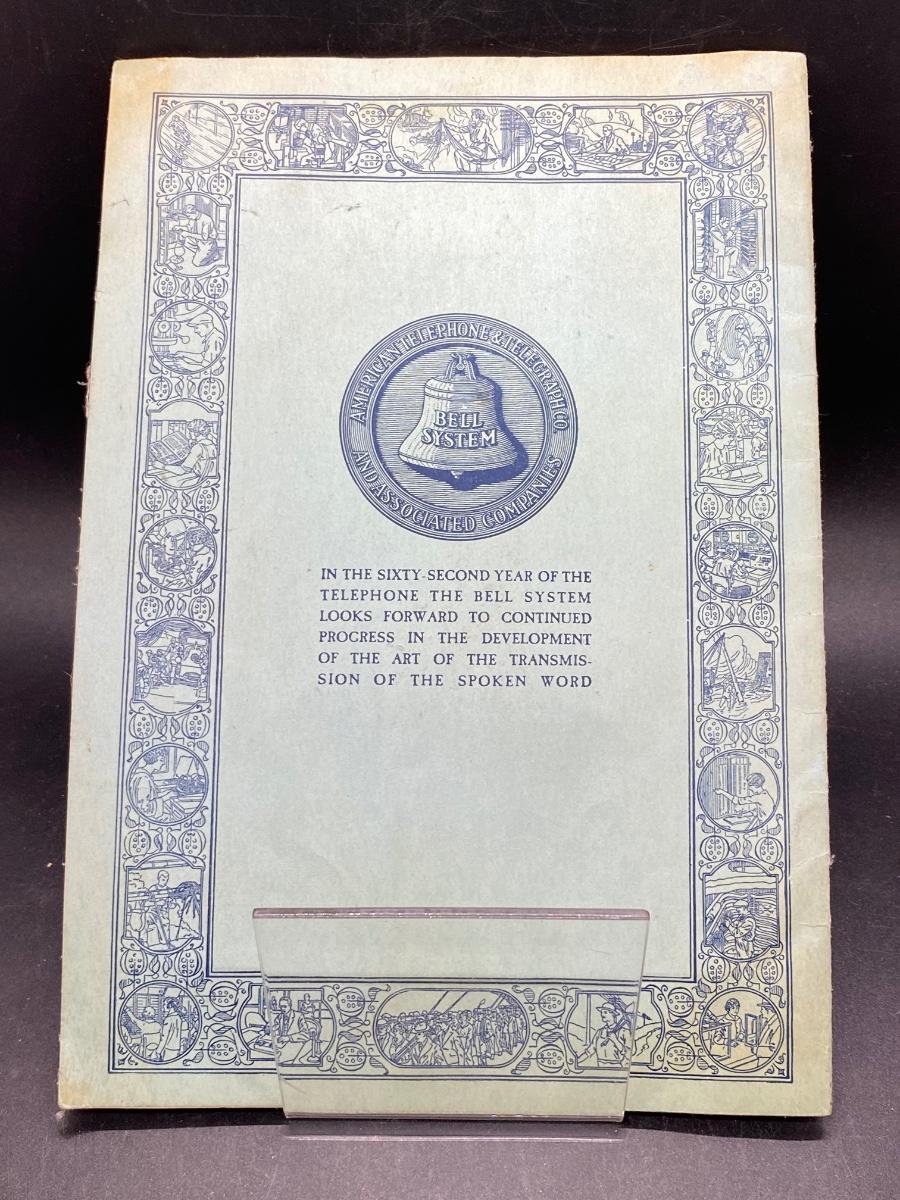 AMERICAN TELEPHONE & TELEGRAPH CO.
BELL
SYSTEM
AND ASSOCIATED COMPANIES
IN THE SIXTY-SECOND YEAR OF THE
TELEPHONE THE BELL SYSTEM
LOOKS FORWARD TO CONTINUED
PROGRESS IN THE DEVELOPMENT
OF THE ART OF THE TRANSMIS-
SION OF THE SPOKEN WORD